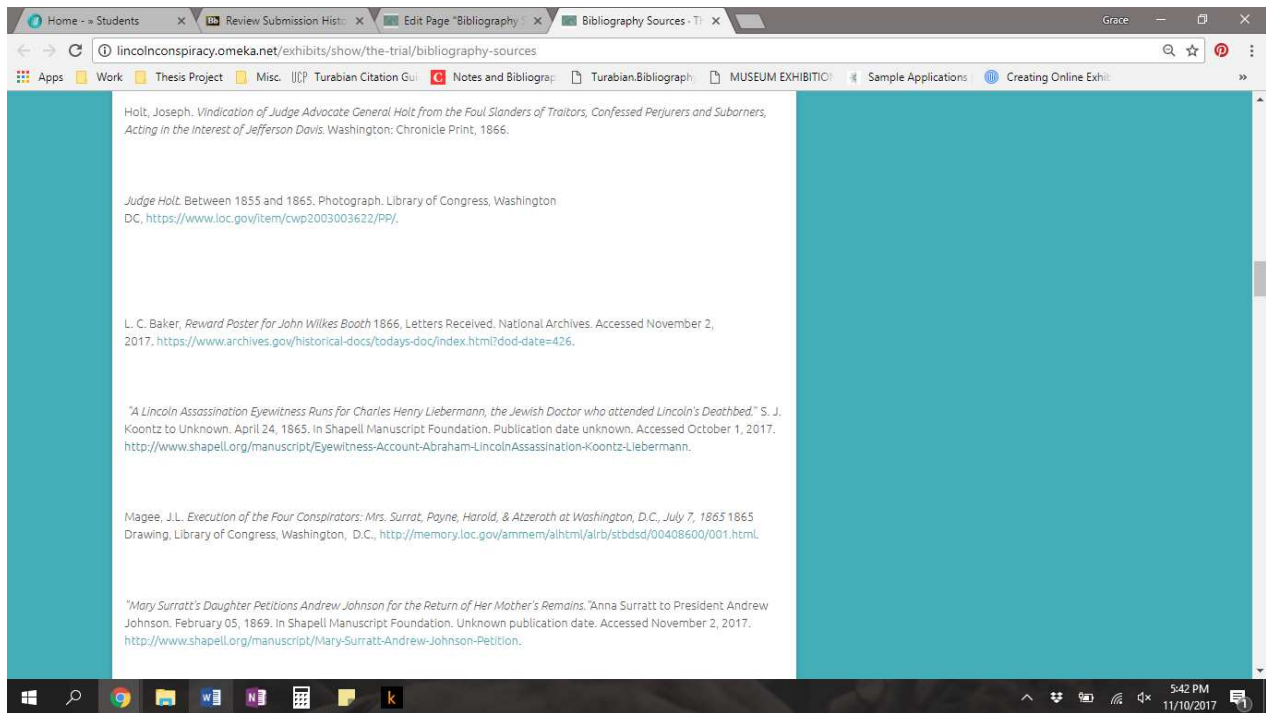 Home - » Students
Review Submission Histo
Edit Page "Bibliography S
Bibliography Sources · Th
Grace
lincolnconspiracy.omeka.net/exhibits/show/the-trial/bibliography-sources
Apps Work Thesis Project Misc. UCP Turabian Citation Gui C Notes and Bibliograp Turabian.Bibliography MUSEUM EXHIBITION Sample Applications Creating Online Exhib »
Holt, Joseph. Vindication of Judge Advocate General Holt from the Foul Slanders of Traitors, Confessed Perjurers and Suborners,
Acting in the Interest of Jefferson Davis. Washington: Chronicle Print, 1866.
Judge Holt. Between 1855 and 1865. Photograph. Library of Congress, Washington
DC, https://www.loc.gov/item/cwp2003003622/PP/.
L. C. Baker, Reward Poster for John Wilkes Booth 1866, Letters Received. National Archives. Accessed November 2,
2017. https://www.archives.gov/historical-docs/todays-doc/index.html?dod-date=426.
"A Lincoln Assassination Eyewitness Runs for Charles Henry Liebermann, the Jewish Doctor who attended Lincoln's Deathbed." S. J.
Koontz to Unknown. April 24, 1865. In Shapell Manuscript Foundation. Publication date unknown. Accessed October 1, 2017.
http://www.shapell.org/manuscript/Eyewitness-Account-Abraham-LincolnAssassination-Koontz-Liebermann.
Magee, J.L. Execution of the Four Conspirators: Mrs. Surrat, Payne, Harold, & Atzeroth at Washington, D.C., July 7, 1865 1865
Drawing, Library of Congress, Washington, D.C., http://memory.loc.gov/ammem/alhtml/alrb/stbdsd/00408600/001.html.
"Mary Surratt's Daughter Petitions Andrew Johnson for the Return of Her Mother's Remains."Anna Surratt to President Andrew
Johnson. February 05, 1869. In Shapell Manuscript Foundation. Unknown publication date. Accessed November 2, 2017.
http://www.shapell.org/manuscript/Mary-Surratt-Andrew-Johnson-Petition.
5:42 PM
11/10/2017